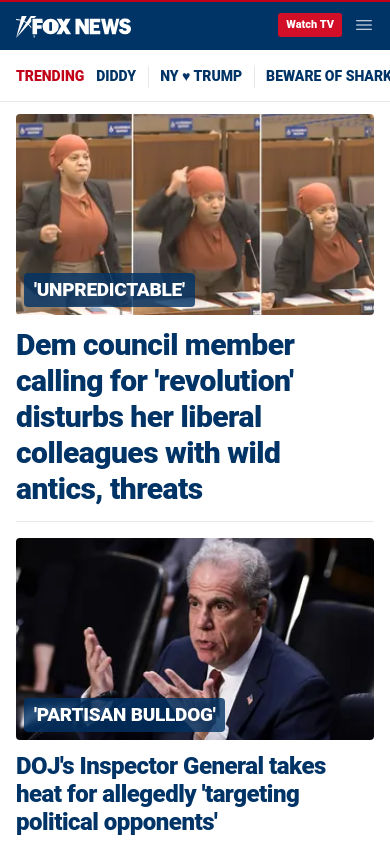 FOX NEWS
Watch TV
TRENDING DIDDY NY ♥ TRUMP BEWARE OF SHARK
'UNPREDICTABLE'
Dem council member
calling for 'revolution'
disturbs her liberal
colleagues with wild
antics, threats
'PARTISAN BULLDOG'
DOJ's Inspector General takes
heat for allegedly 'targeting
political opponents'